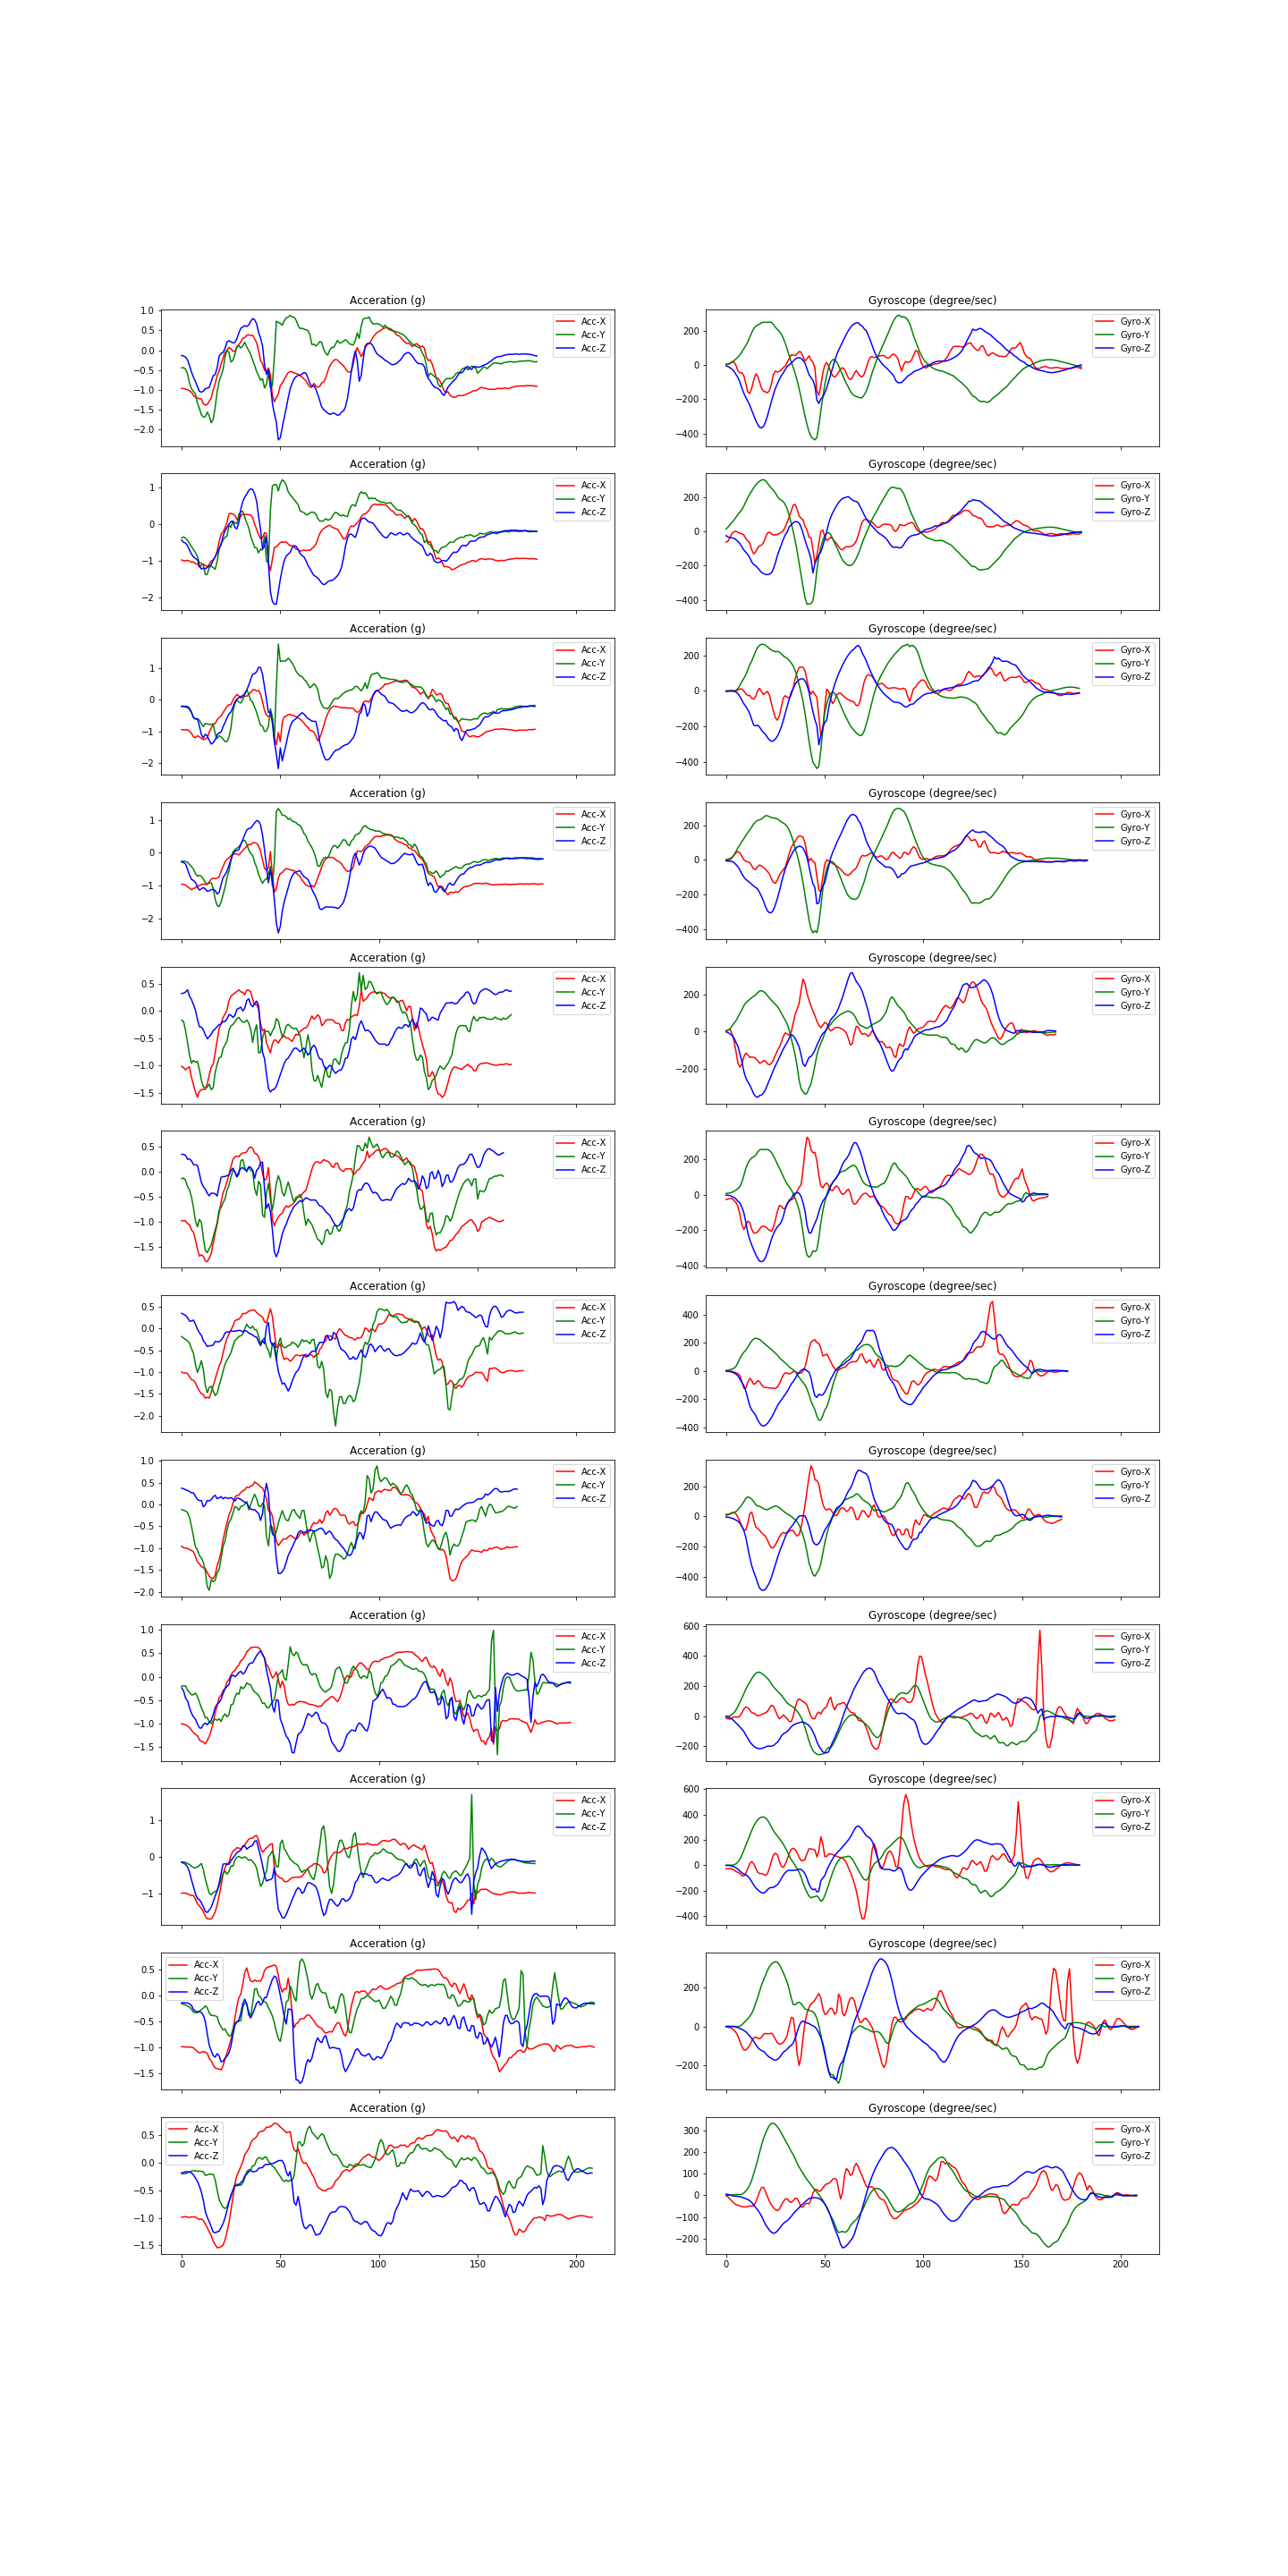 Acceration (g) Gyroscope (degree/sec)
1.0 0.5 0.0 −0.5 −1.0 −1.5 −2.0 Acc-X Acc-Y Acc-Z 200 0 −200 −400 Gyro-X Gyro-Y Gyro-Z
Acceration (g) Gyroscope (degree/sec)
1 0 −1 −2 Acc-X Acc-Y Acc-Z 200 0 −200 −400 Gyro-X Gyro-Y Gyro-Z
Acceration (g) Gyroscope (degree/sec)
1 0 −1 −2 Acc-X Acc-Y Acc-Z 200 0 −200 −400 Gyro-X Gyro-Y Gyro-Z
Acceration (g) Gyroscope (degree/sec)
1 0 −1 −2 Acc-X Acc-Y Acc-Z 200 0 −200 −400 Gyro-X Gyro-Y Gyro-Z
Acceration (g) Gyroscope (degree/sec)
0.5 0.0 −0.5 −1.0 −1.5 Acc-X Acc-Y Acc-Z 200 0 −200 Gyro-X Gyro-Y Gyro-Z
Acceration (g) Gyroscope (degree/sec)
0.5 0.0 −0.5 −1.0 −1.5 Acc-X Acc-Y Acc-Z 200 0 −200 −400 Gyro-X Gyro-Y Gyro-Z
Acceration (g) Gyroscope (degree/sec)
0.5 0.0 −0.5 −1.0 −1.5 −2.0 Acc-X Acc-Y Acc-Z 400 200 0 −200 −400 Gyro-X Gyro-Y Gyro-Z
Acceration (g) Gyroscope (degree/sec)
1.0 0.5 0.0 −0.5 −1.0 −1.5 −2.0 Acc-X Acc-Y Acc-Z 200 0 −200 −400 Gyro-X Gyro-Y Gyro-Z
Acceration (g) Gyroscope (degree/sec)
1.0 0.5 0.0 −0.5 −1.0 −1.5 Acc-X Acc-Y Acc-Z 600 400 200 0 −200 Gyro-X Gyro-Y Gyro-Z
Acceration (g) Gyroscope (degree/sec)
1 0 −1 Acc-X Acc-Y Acc-Z 600 400 200 0 −200 −400 Gyro-X Gyro-Y Gyro-Z
Acceration (g) Gyroscope (degree/sec)
0.5 0.0 −0.5 −1.0 −1.5 Acc-X Acc-Y Acc-Z 200 0 −200 Gyro-X Gyro-Y Gyro-Z
Acceration (g) Gyroscope (degree/sec)
0.5 0.0 −0.5 −1.0 −1.5 Acc-X Acc-Y Acc-Z 300 200 100 0 −100 −200 Gyro-X Gyro-Y Gyro-Z
0 50 100 150 200 0 50 100 150 200